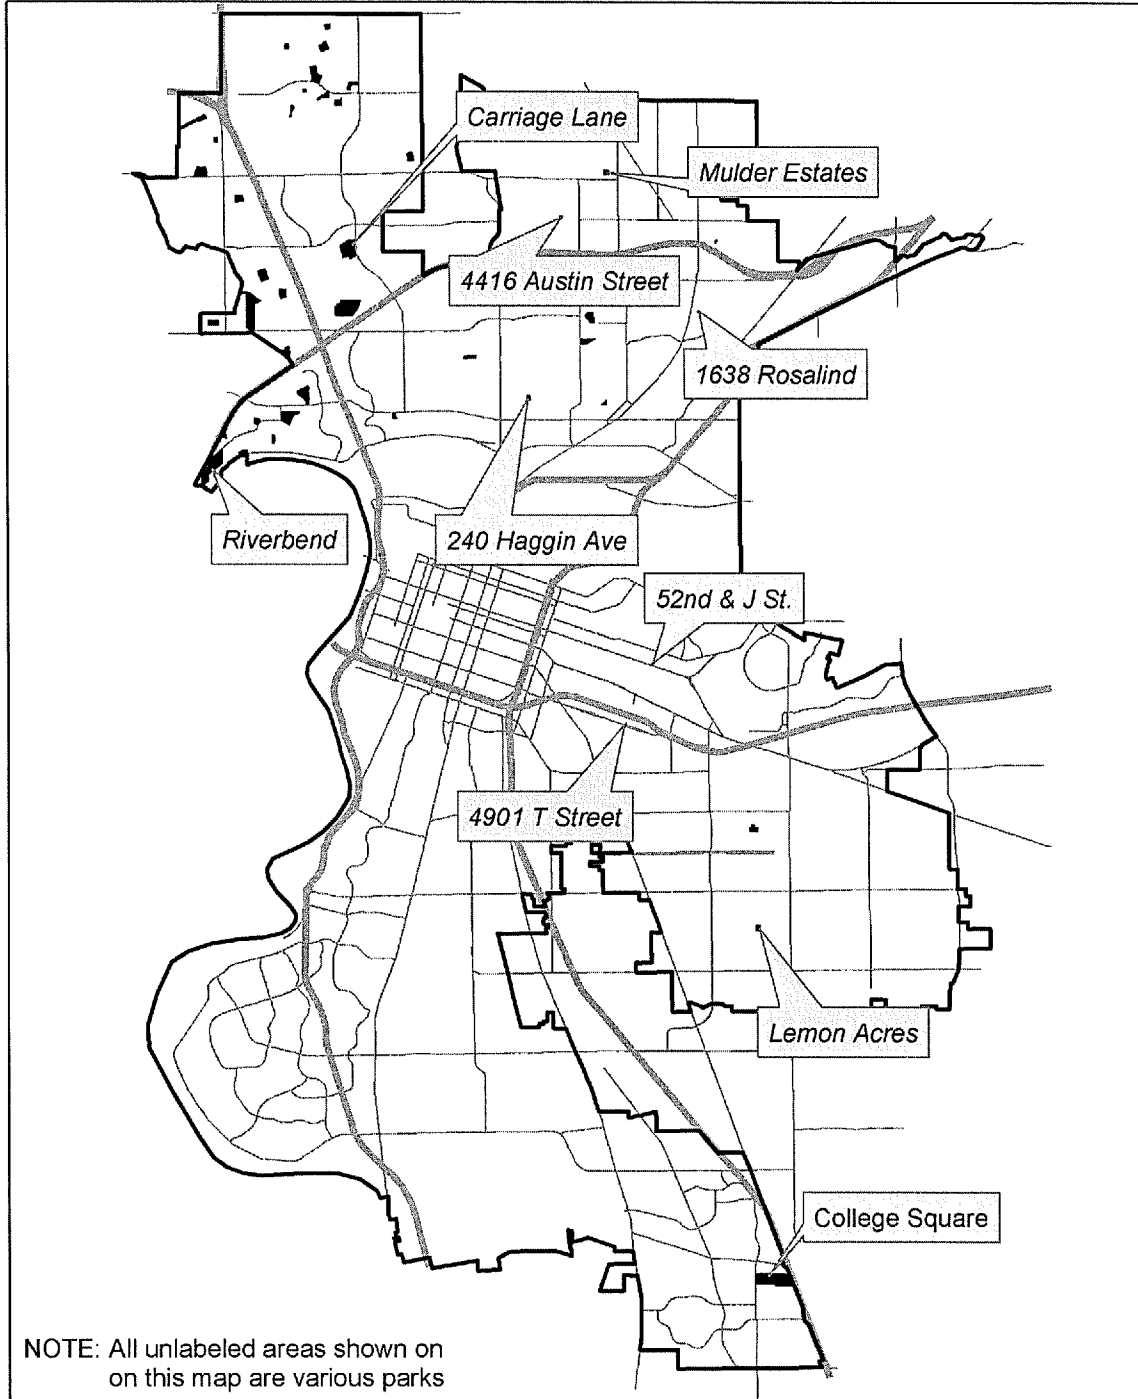 Carriage Lane
Mulder Estates
4416 Austin Street
1638 Rosalind
Riverbend
240 Haggin Ave
52nd & J St.
4901 T Street
Lemon Acres
College Square
NOTE: All unlabeled areas shown on
on this map are various parks